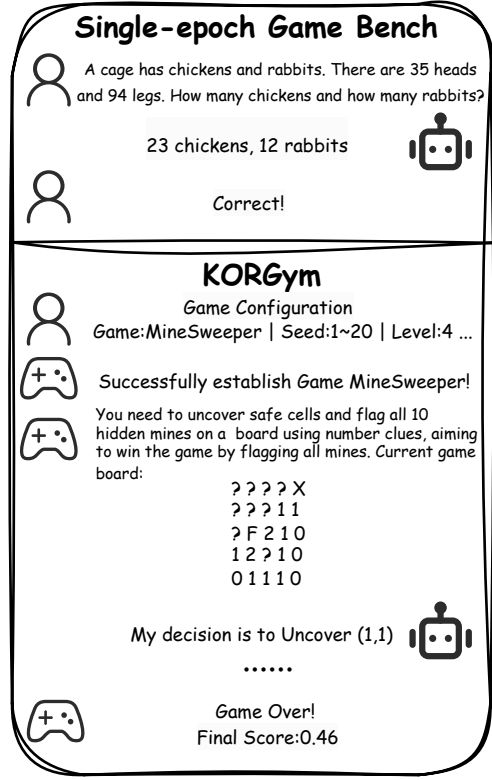 Single-epoch Game Bench
A cage has chickens and rabbits. There are 35 heads
and 94 legs. How many chickens and how many rabbits?
23 chickens, 12 rabbits
Correct!
KORGym
Game Configuration
Game:MineSweeper | Seed:1~20 | Level:4 ...
Successfully establish Game MineSweeper!
You need to uncover safe cells and flag all 10
hidden mines on a board using number clues, aiming
to win the game by flagging all mines. Current game
board:
? ? ? ? X
? ? ? 1 1
? F 2 1 0
1 2 ? 1 0
0 1 1 1 0
My decision is to Uncover (1,1)
......
Game Over!
Final Score:0.46